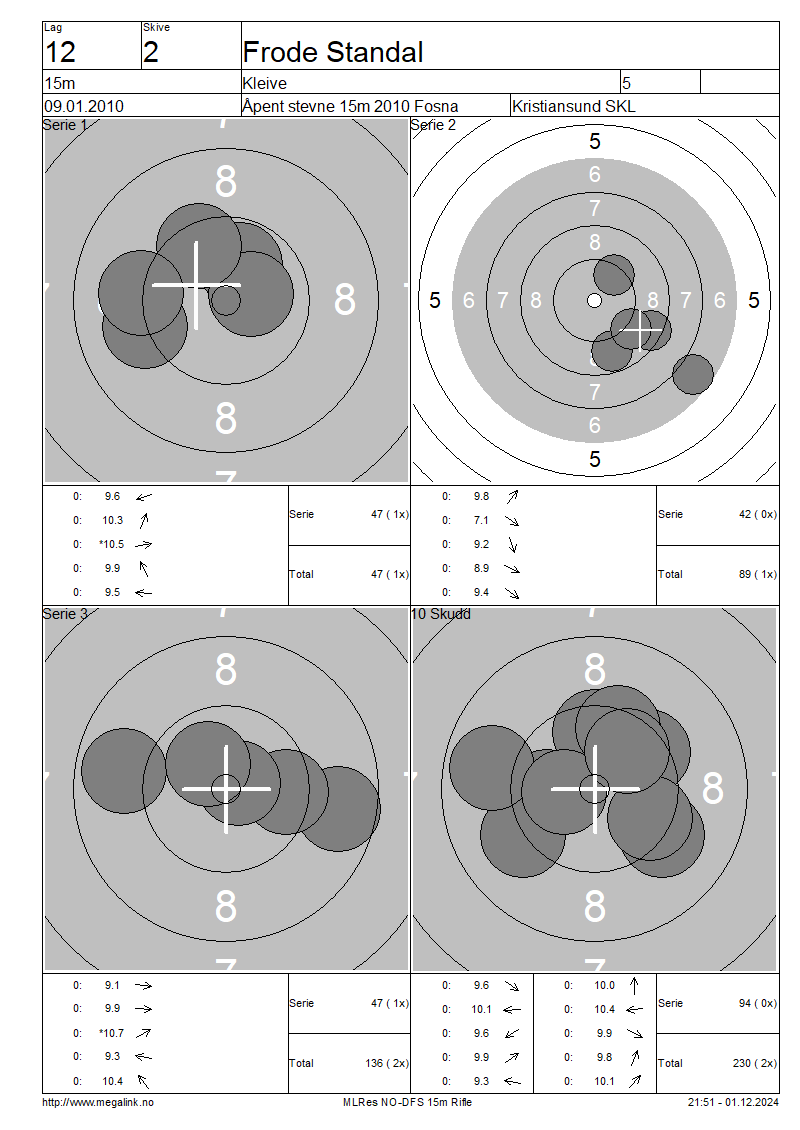 Lag Skive
12 2 Frode Standal
15m Kleive 5
09.01.2010 Åpent stevne 15m 2010 Fosna Kristiansund SKL
Serie 1 Serie 2
7
8
8
8
7
5
6
7
8
5 6 7 8 8 7 6 5
7
6
5
0: 9.6
0: 10.3
0: *10.5
0: 9.9
0: 9.5
Serie 47 ( 1x)
Total 47 ( 1x)
0: 9.8
0: 7.1
0: 9.2
0: 8.9
0: 9.4
Serie 42 ( 0x)
Total 89 ( 1x)
Serie 3 10 Skudd
7
8
8
7
7
8
8
8
7
0: 9.1
0: 9.9
0: *10.7
0: 9.3
0: 10.4
Serie 47 ( 1x)
Total 136 ( 2x)
0: 9.6 0: 10.0
0: 10.1 0: 10.4
0: 9.6 0: 9.9
0: 9.9 0: 9.8
0: 9.3 0: 10.1
Serie 94 ( 0x)
Total 230 ( 2x)
http://www.megalink.no MLRes NO-DFS 15m Rifle 21:51 - 01.12.2024